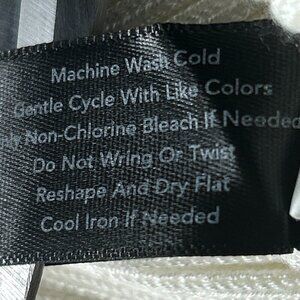 Machine Wash Cold
Gentle Cycle With Like Colors
Non-Chlorine Bleach If Needed
Do Not Wring Or Twist
Reshape And Dry Flat
Cool Iron If Needed